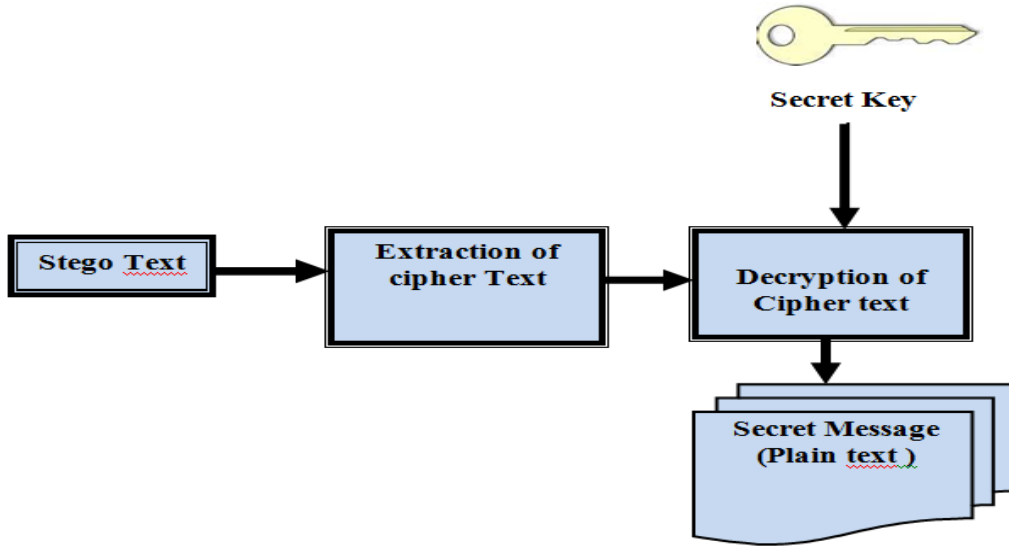 Secret Key
Stego Text
Extraction of
cipher Text
Decryption of
Cipher text
Secret Message
(Plain text )